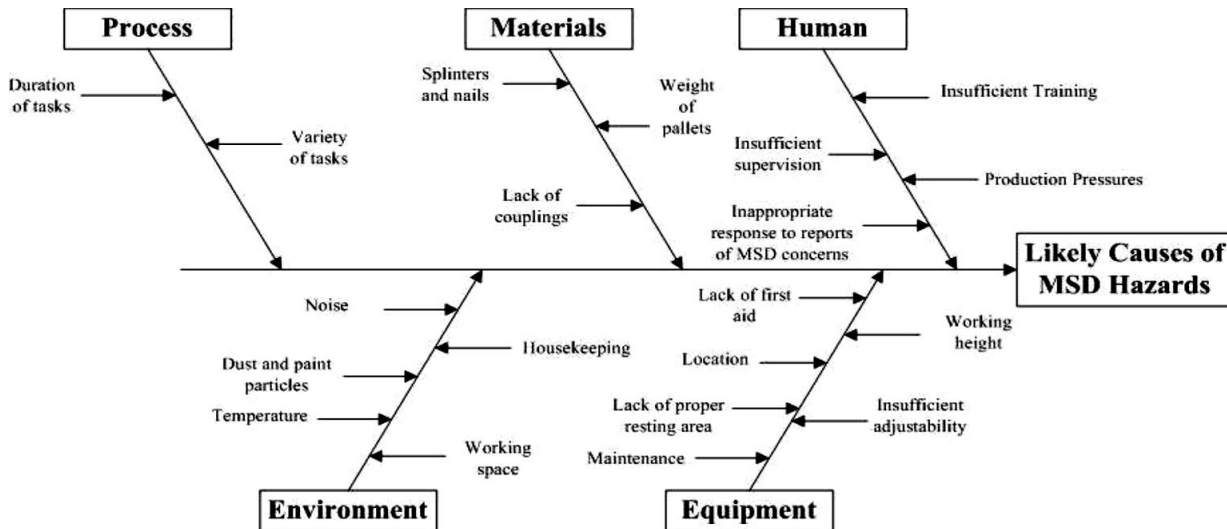 Process
Materials
Human
Duration
of tasks
Variety
of tasks
Splinters
and nails
Weight
of
pallets
Lack of
couplings
Insufficient Training
Insufficient
supervision
Production Pressures
Inappropriate
response to reports
of MSD concerns
Likely Causes of
MSD Hazards
Noise
Housekeeping
Dust and paint
particles
Temperature
Working
space
Environment
Lack of first
aid
Working
height
Location
Lack of proper
resting area
Insufficient
adjustability
Maintenance
Equipment